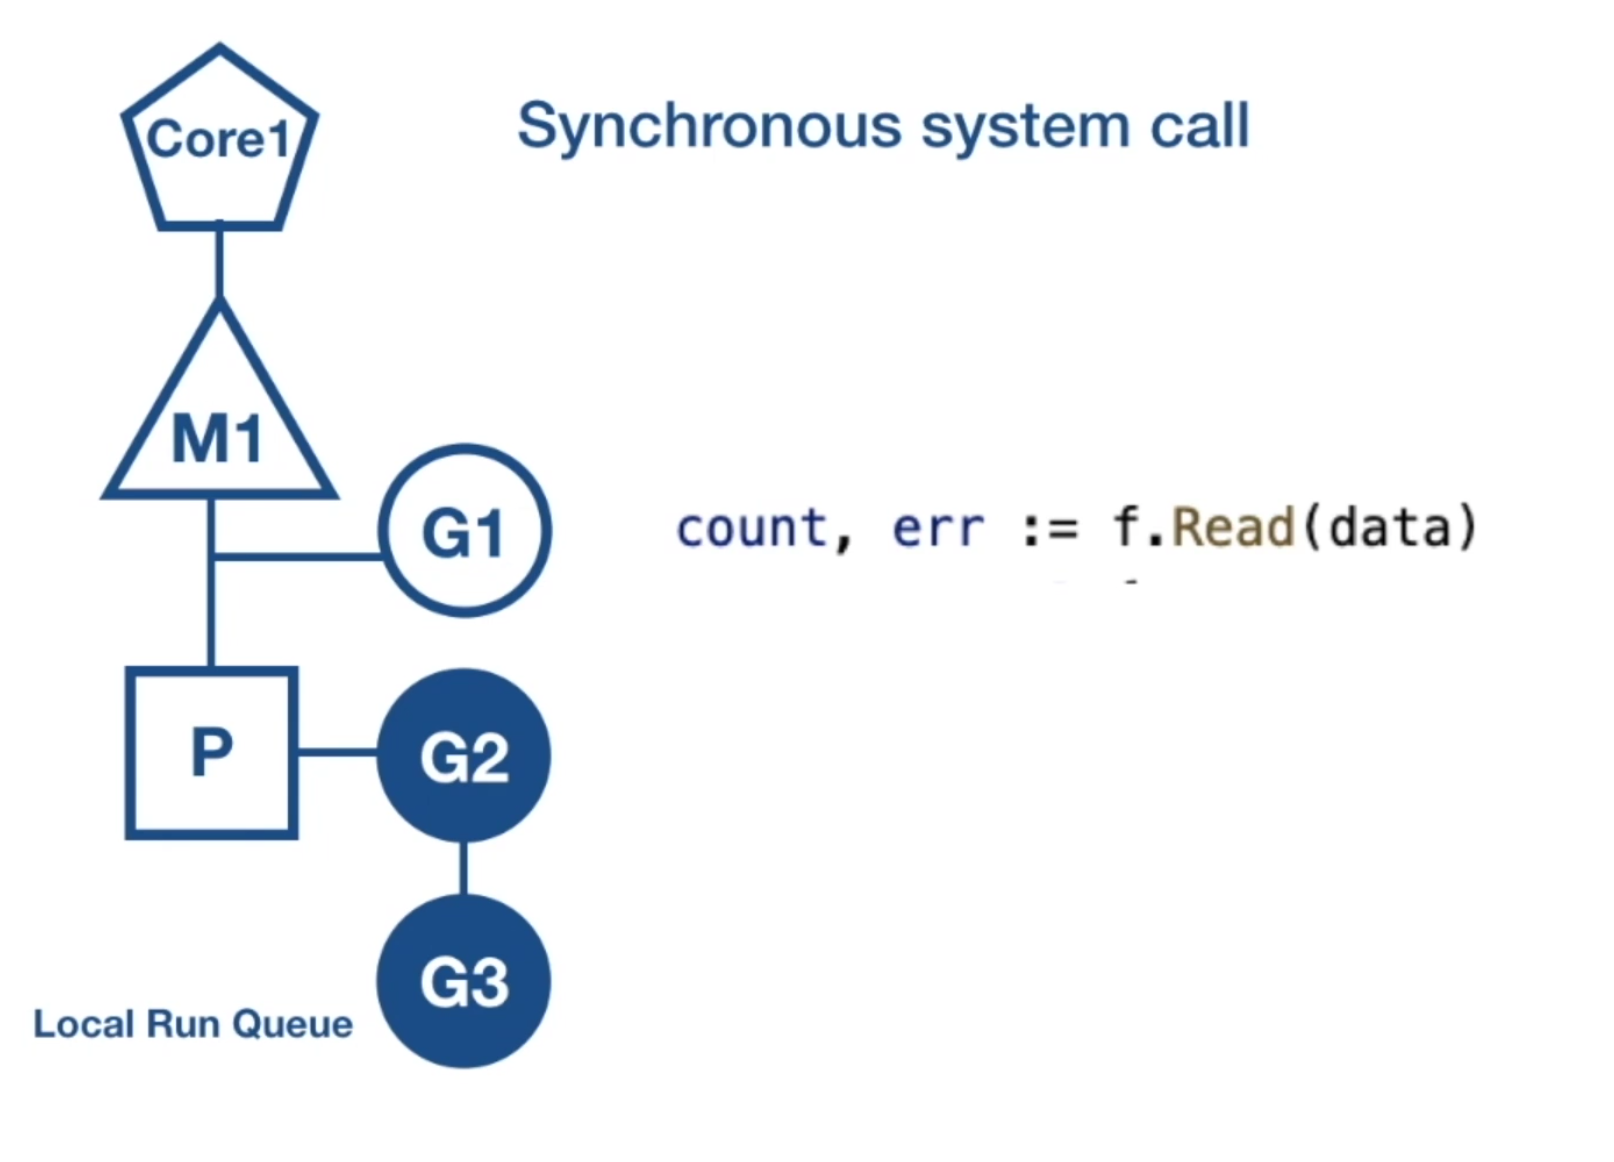 Core1
Synchronous system call
M1
G1
count, err := f.Read(data)
P
G2
G3
Local Run Queue